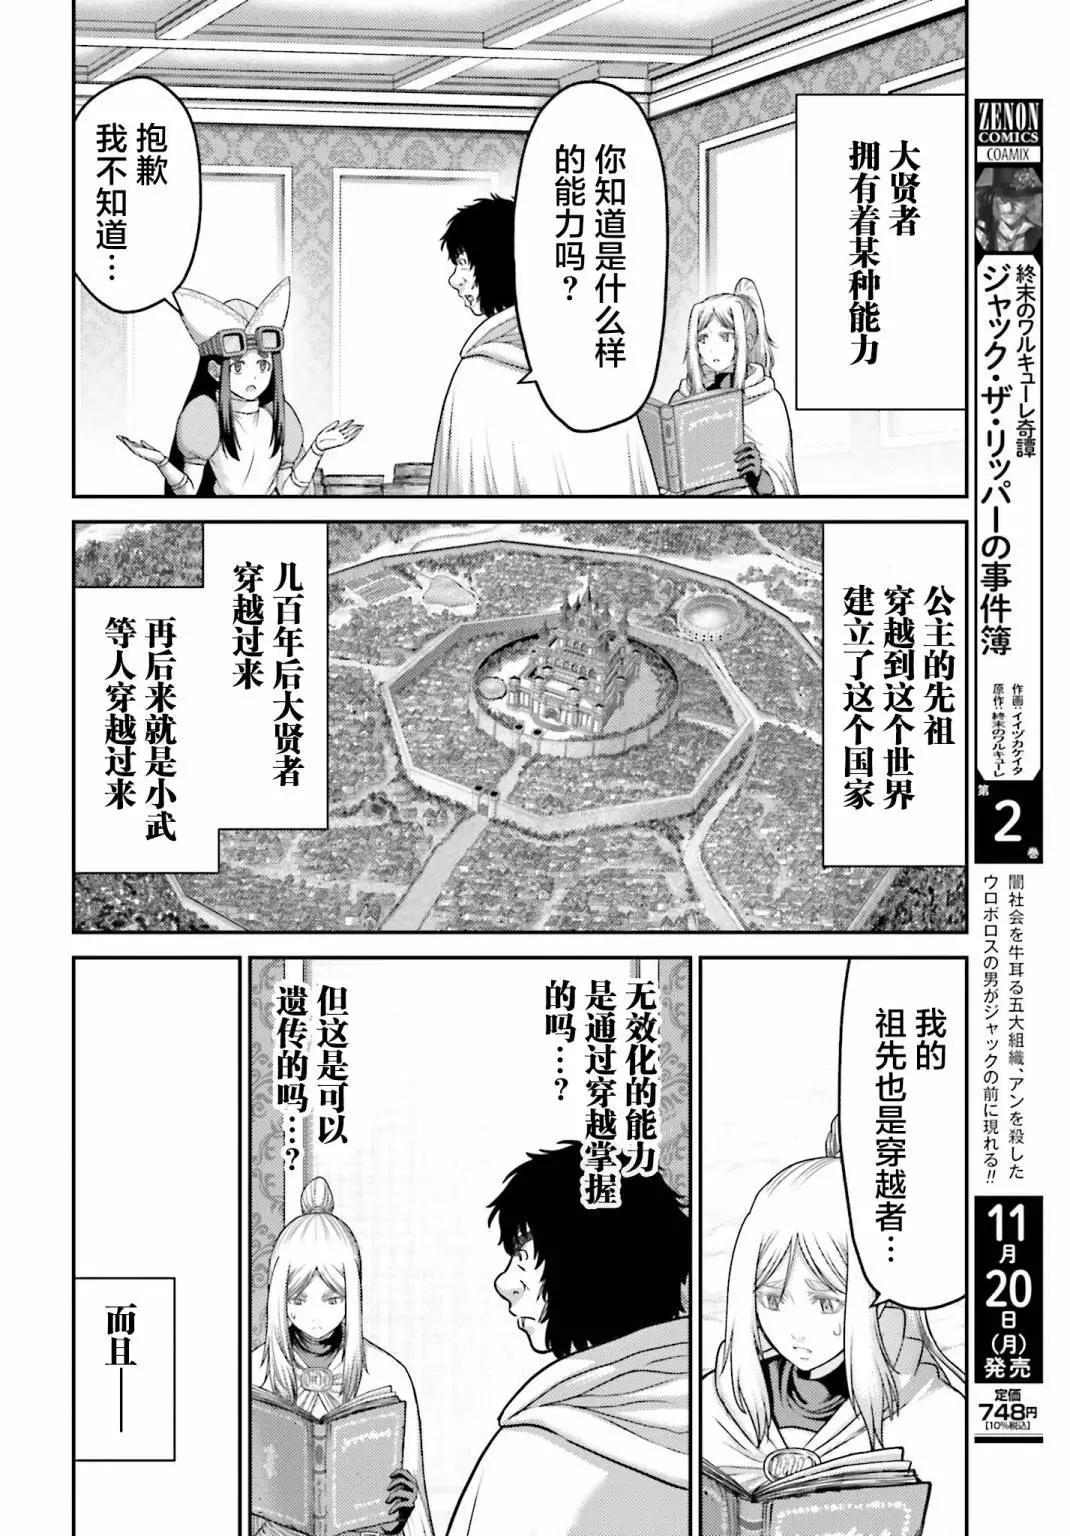 大贤者
拥有着某种能力
你知道是什么样
的能力吗?
抱歉
我不知道…
公主的先祖
穿越到这个世界
建立了这个国家
几百年后大贤者
穿越过来
再后来就是小武
等人穿越过来
我的
祖先也是穿越者…
无效化的能力
是通过穿越掌握
的吗…?
但这是可以
遗传的吗…?
而且——
ZENON
COMICS
COAMIX
終末のワルキューレ奇譚
ジャック・ザ・リッパーの事件簿
作画:イイヅカケイタ
原作:終末のワルキューレ
第
2
巻
闇社会を牛耳る五大組織、アンを殺した
ウロボロスの男がジャックの前に現れる!!
11
月
20
日
(月)
発売
定価
748円
[10%税込]